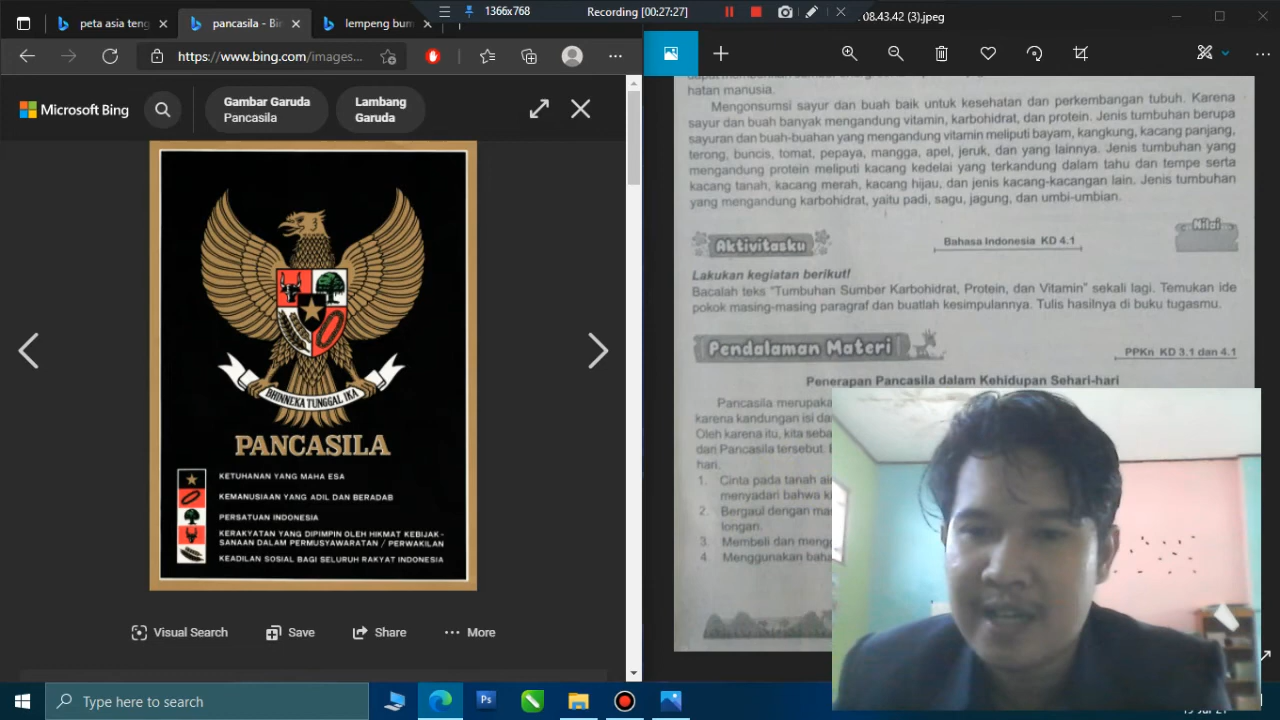 1366x768
Recording [00:27:27]
08.43.42 (3).jpeg
peta asia teng
pancasila - Bi
lempeng bum
https://www.bing.com/images...
Microsoft Bing
Gambar Garuda
Pancasila
Lambang
Garuda
BHINNEKA TUNGGAL IKA
PANCASILA
KETUHANAN YANG MAHA ESA
KEMANUSIAAN YANG ADIL DAN BERADAB
PERSATUAN INDONESIA
KERAKYATAN YANG DIPIMPIN OLEH HIKMAT KEBIJAK-
SANAAN DALAM PERMUSYAWARATAN / PERWAKILAN
KEADILAN SOSIAL BAGI SELURUH RAKYAT INDONESIA
Visual Search
Save
Share
More
hatan manusia.
Mengonsumsi sayur dan buah baik untuk kesehatan dan perkembangan tubuh. Karena
sayur dan buah banyak mengandung vitamin, karbohidrat, dan protein. Jenis tumbuhan berupa
sayuran dan buah-buahan yang mengandung vitamin meliputi bayam, kangkung, kacang panjang,
terong, buncis, tomat, pepaya, mangga, apel, jeruk, dan yang lainnya. Jenis tumbuhan yang
mengandung protein meliputi kacang kedelai yang terkandung dalam tahu dan tempe serta
kacang tanah, kacang merah, kacang hijau, dan jenis kacang-kacangan lain. Jenis tumbuhan
yang mengandung karbohidrat, yaitu padi, sagu, jagung, dan umbi-umbian.
Aktivitasku
Bahasa Indonesia KD 4.1
Nilai
Lakukan kegiatan berikut!
Bacalah teks "Tumbuhan Sumber Karbohidrat, Protein, dan Vitamin" sekali lagi. Temukan ide
pokok masing-masing paragraf dan buatlah kesimpulannya. Tulis hasilnya di buku tugasmu.
Pendalaman Materi
PPKn KD 3.1 dan 4.1
Penerapan Pancasila dalam Kehidupan Sehari-hari
Pancasila merupaka
karena kandungan isi da
Oleh karena itu, kita seba
dari Pancasila tersebut.
hari.
1. Cinta pada tanah ai
menyadari bahwa k
2. Bergaul dengan ma
longan.
3. Membeli dan mengg
4. Menggunakan baha
Type here to search
Ps